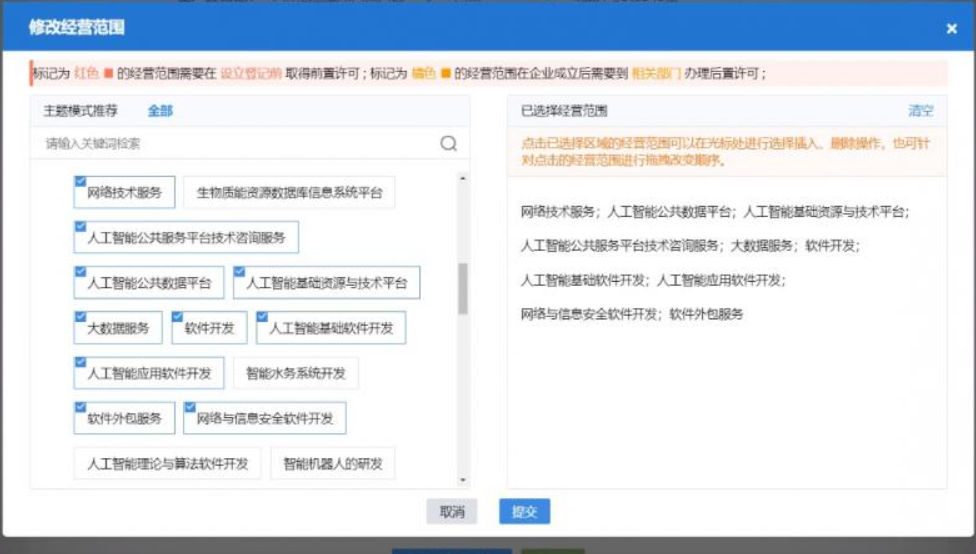 修改经营范围
标记为 红色 的经营范围需要在 设立登记前 取得前置许可；标记为 橘色 的经营范围在企业成立后需要到 相关部门 办理后置许可；
主题模式推荐 全部
请输入关键词检索
网络技术服务 生物质能资源数据库信息系统平台
人工智能公共服务平台技术咨询服务
人工智能公共数据平台 人工智能基础资源与技术平台
大数据服务 软件开发 人工智能基础软件开发
人工智能应用软件开发 智能水务系统开发
软件外包服务 网络与信息安全软件开发
人工智能理论与算法软件开发 智能机器人的研发
已选择经营范围 清空
点击已选择区域的经营范围可以在光标处进行选择插入、删除操作，也可针
对点击的经营范围进行拖拽改变顺序。
网络技术服务；人工智能公共数据平台；人工智能基础资源与技术平台；
人工智能公共服务平台技术咨询服务；大数据服务；软件开发；
人工智能基础软件开发；人工智能应用软件开发；
网络与信息安全软件开发；软件外包服务
取消 提交